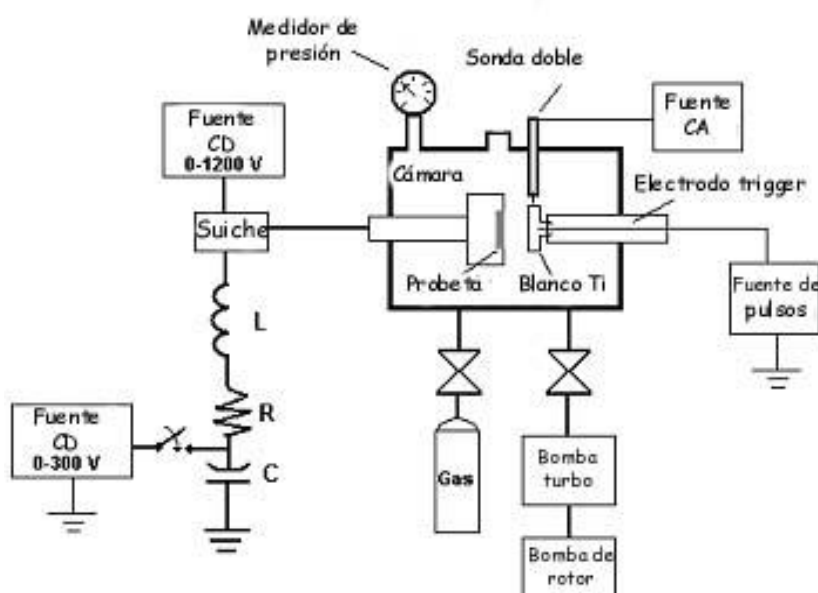 Medidor de
presión
Sonda doble
Fuente
CA
Fuente
CD
0-1200 V
Cámara
Electrodo trigger
Suiche
Probeta
Blanco Ti
Fuente de
pulsos
L
R
Fuente
CD
0-300 V
C
Gas
Bomba
turbo
Bomba de
rotor